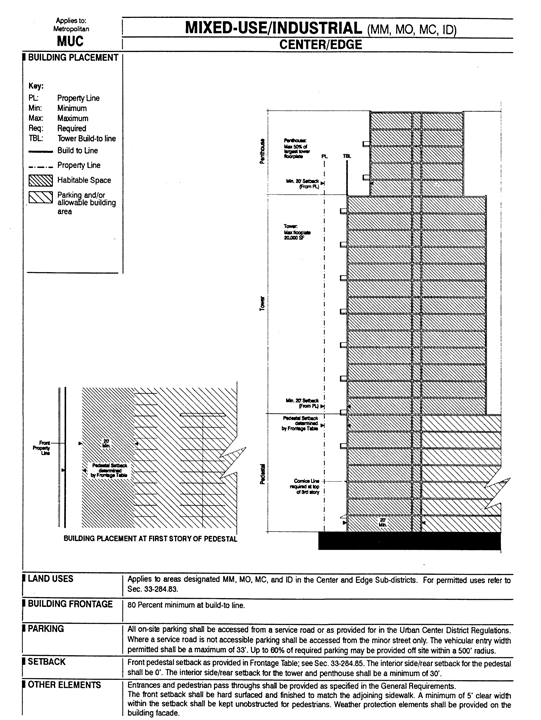 Applies to:
Metropolitan
MUC
MIXED-USE/INDUSTRIAL (MM, MO, MC, ID)
CENTER/EDGE
BUILDING PLACEMENT
Key:
PL: Property Line
Min: Minimum
Max: Maximum
Req: Required
TBL: Tower Build-to line
Build to Line
Property Line
Habitable Space
Parking and/or
allowable building
area
Penthouse
Penthouse:
Max 50% of
largest tower
floorplate
PL
TBL
Min. 20' Setback
(From PL)
Tower
Tower:
Max floorplate
20,000 SF
Min. 20' Setback
(From PL)
Pedestal Setback
determined
by Frontage Table
Pedestal
Cornice Line
required at top
of 3rd story
20'
Min.
Front
Property
Line
20'
Min.
Pedestal Setback
determined
by Frontage Table
BUILDING PLACEMENT AT FIRST STORY OF PEDESTAL
LAND USES
Applies to areas designated MM, MO, MC, and ID in the Center and Edge Sub-districts. For permitted uses refer to
Sec. 33-284.83.
BUILDING FRONTAGE
80 Percent minimum at build-to line.
PARKING
All on-site parking shall be accessed from a service road or as provided for in the Urban Center District Regulations.
Where a service road is not accessible parking shall be accessed from the minor street only. The vehicular entry width
permitted shall be a maximum of 33'. Up to 60% of required parking may be provided off site within a 500' radius.
SETBACK
Front pedestal setback as provided in Frontage Table; see Sec. 33-284.85. The interior side/rear setback for the pedestal
shall be 0'. The interior side/rear setback for the tower and penthouse shall be a minimum of 30'.
OTHER ELEMENTS
Entrances and pedestrian pass throughs shall be provided as specified in the General Requirements.
The front setback shall be hard surfaced and finished to match the adjoining sidewalk. A minimum of 5' clear width
within the setback shall be kept unobstructed for pedestrians. Weather protection elements shall be provided on the
building facade.